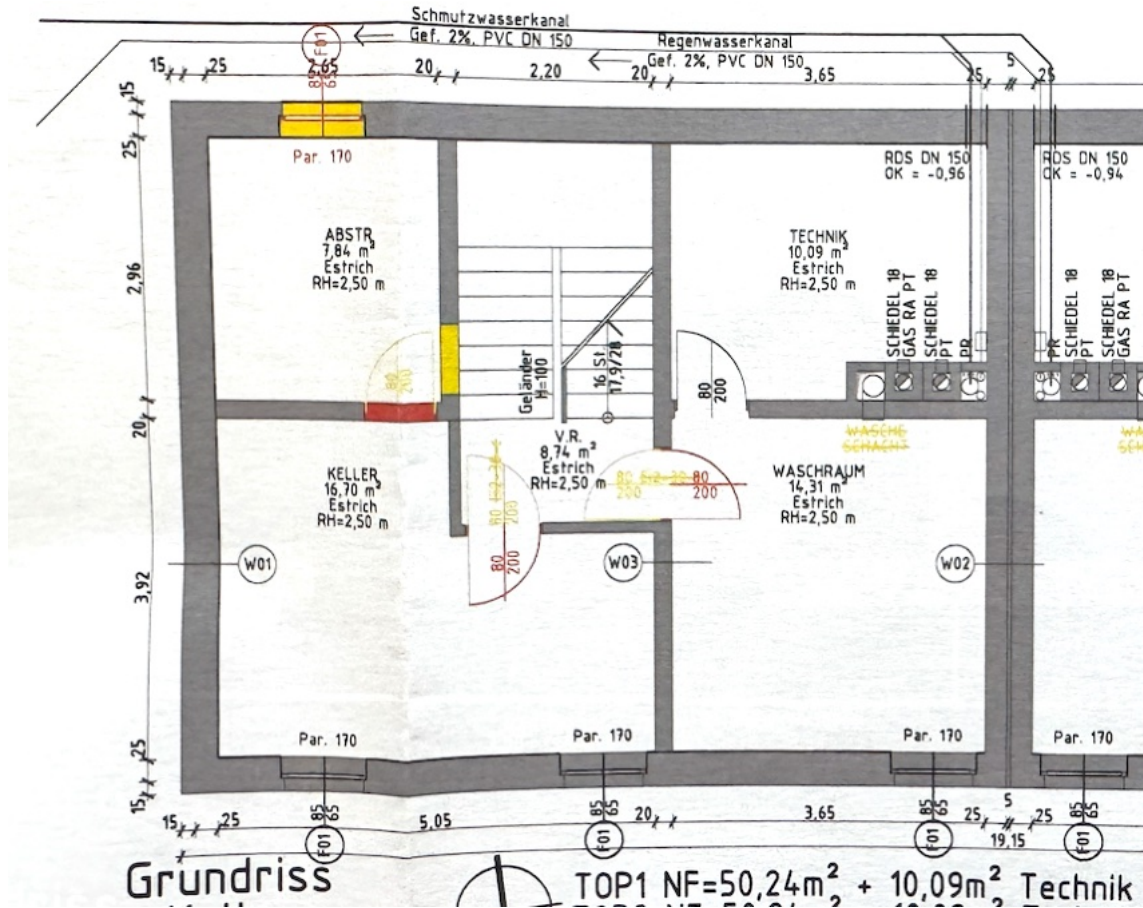 Schmutzwasserkanal
Gef. 2%, PVC DN 150
Regenwasserkanal
Gef. 2%, PVC DN 150
F01
15 25 2,65 20 2,20 20 3,65 25 5 25
85
65
15
25
2,96
20
3,92
25
15
Par. 170
RDS DN 150
OK = -0,96
RDS DN 150
OK = -0,94
ABSTR.
7,84 m²
Estrich
RH=2,50 m
TECHNIK
10,09 m²
Estrich
RH=2,50 m
SCHIEDEL 18
GAS RA PT
SCHIEDEL 18
PT
PR
PR
SCHIEDEL 18
PT
SCHIEDEL 18
GAS RA PT
Geländer
H=100
16 St.
17,9/28
80
200
80
200
WÄSCHE
SCHACHT
V.R.
8,74 m²
Estrich
RH=2,50 m
KELLER
16,70 m²
Estrich
RH=2,50 m
WASCHRAUM
14,31 m²
Estrich
RH=2,50 m
80
200
80
200
80
200
80
200
W01
W03
W02
Par. 170
Par. 170
Par. 170
85
65
85
65
85
65
85
65
15 25 5,05 20 3,65 25 5 25
19,15
F01
F01
F01
F01
Grundriss
TOP1 NF=50,24m² + 10,09m² Technik